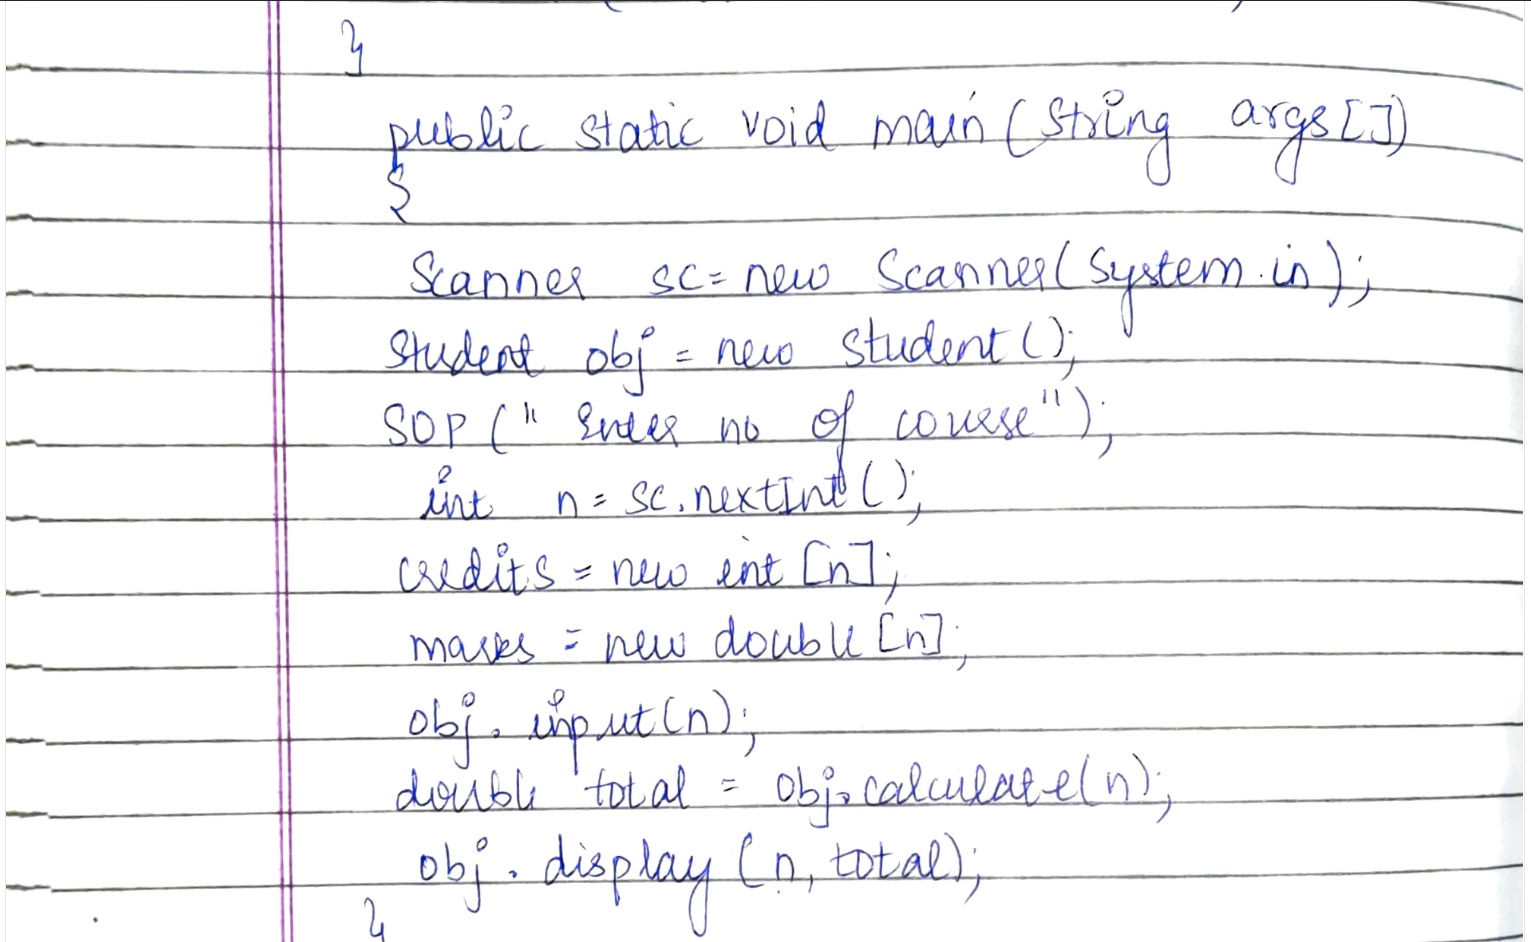 }
public static void main (String args[])
{
Scanner sc = new Scanner(System.in);
Student obj = new Student();
SOP (" Enter no of course");
int n = sc.nextInt();
credits = new int [n];
marks = new double [n];
obj. input(n);
double total = obj.calculate(n);
obj. display (n, total);
}